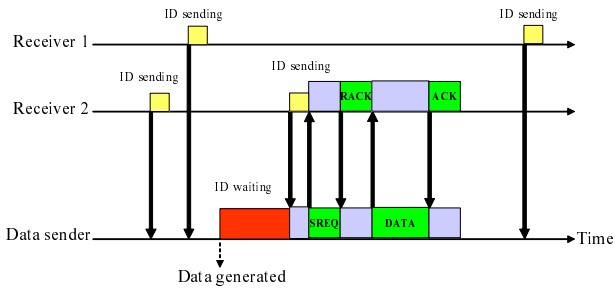 ID sending
ID sending
Receiver 1
ID sending
ID sending
Receiver 2
RACK
ACK
ID waiting
Data sender
SREQ
DATA
Time
Data generated